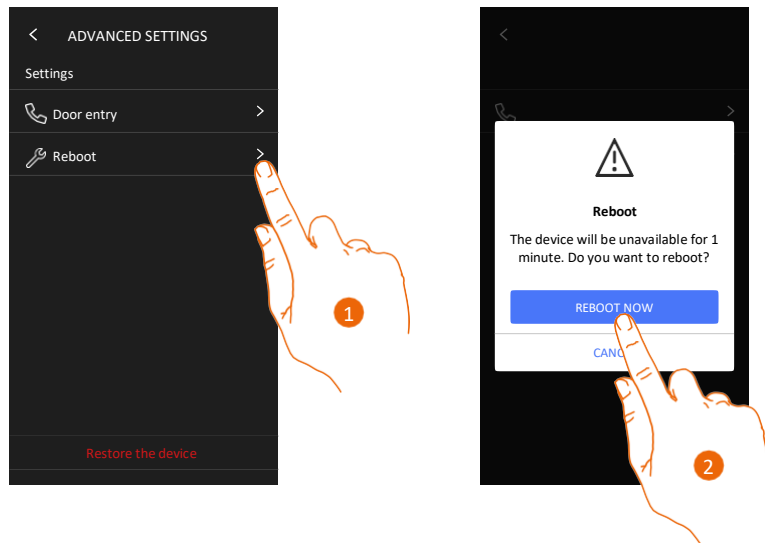 ADVANCED SETTINGS
Settings
Door entry
Reboot
1
Restore the device
Reboot
The device will be unavailable for 1
minute. Do you want to reboot?
REBOOT NOW
CANC
2